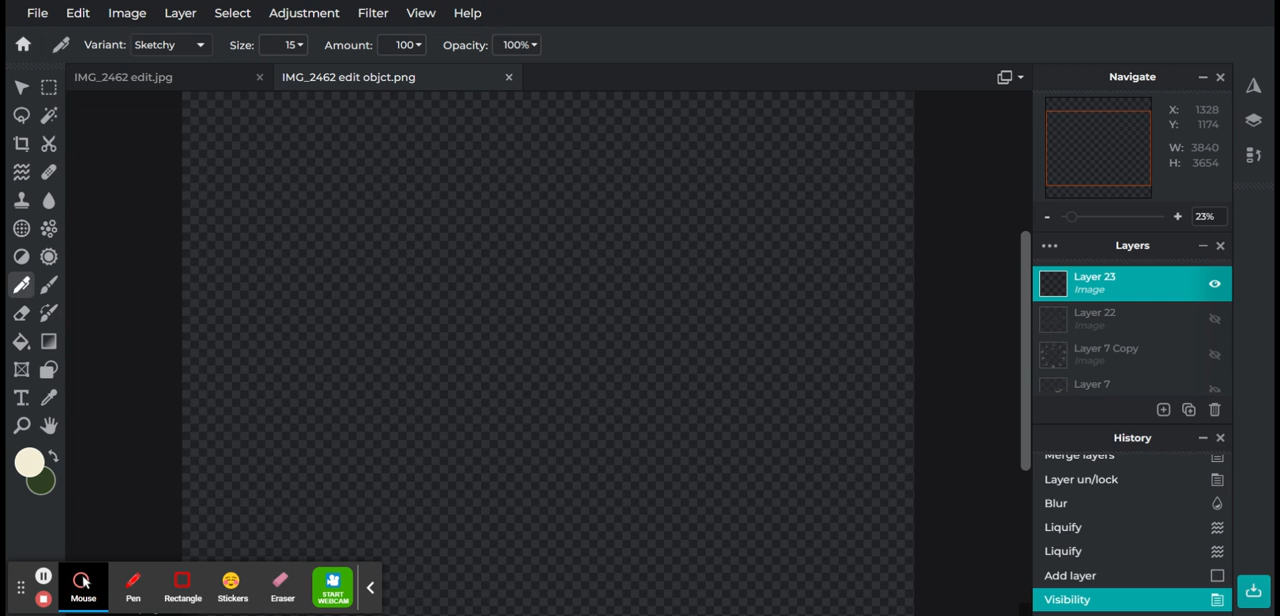 File Edit Image Layer Select Adjustment Filter View Help
Variant: Sketchy Size: 15 Amount: 100 Opacity: 100%
IMG_2462 edit.jpg × IMG_2462 edit objct.png ×
Navigate
X: 1328
Y: 1174
W: 3840
H: 3654
- + 23%
Layers
Layer 23
Image
Layer 22
Image
Layer 7 Copy
Image
Layer 7
History
Merge layers
Layer un/lock
Blur
Liquify
Liquify
Add layer
Visibility
Mouse Pen Rectangle Stickers Eraser START WEBCAM